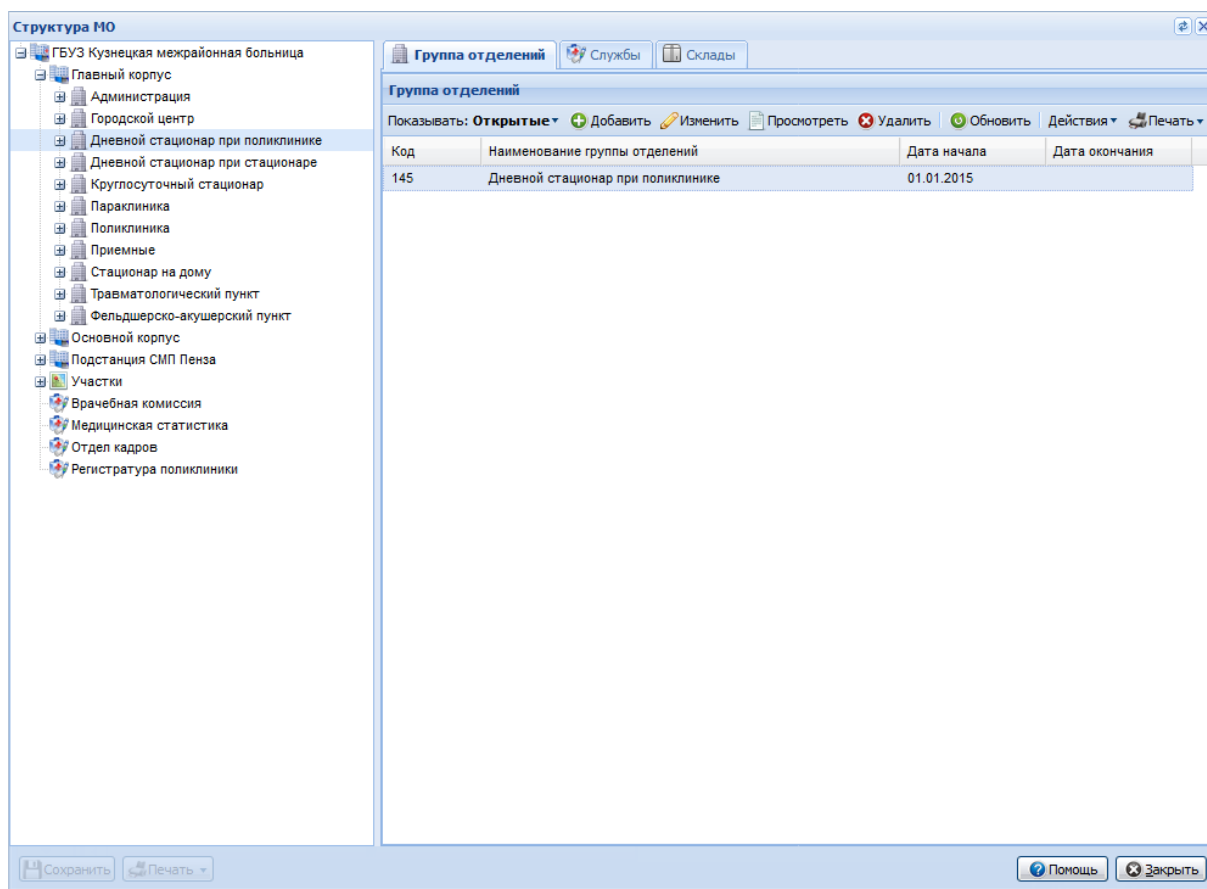 Структура МО
ГБУЗ Кузнецкая межрайонная больница
Главный корпус
Администрация
Городской центр
Дневной стационар при поликлинике
Дневной стационар при стационаре
Круглосуточный стационар
Параклиника
Поликлиника
Приемные
Стационар на дому
Травматологический пункт
Фельдшерско-акушерский пункт
Основной корпус
Подстанция СМП Пенза
Участки
Врачебная комиссия
Медицинская статистика
Отдел кадров
Регистратура поликлиники
Группа отделений Службы Склады
Группа отделений
Показывать: Открытые Добавить Изменить Просмотреть Удалить Обновить Действия Печать
Код Наименование группы отделений Дата начала Дата окончания
145 Дневной стационар при поликлинике 01.01.2015
Сохранить Печать Помощь Закрыть